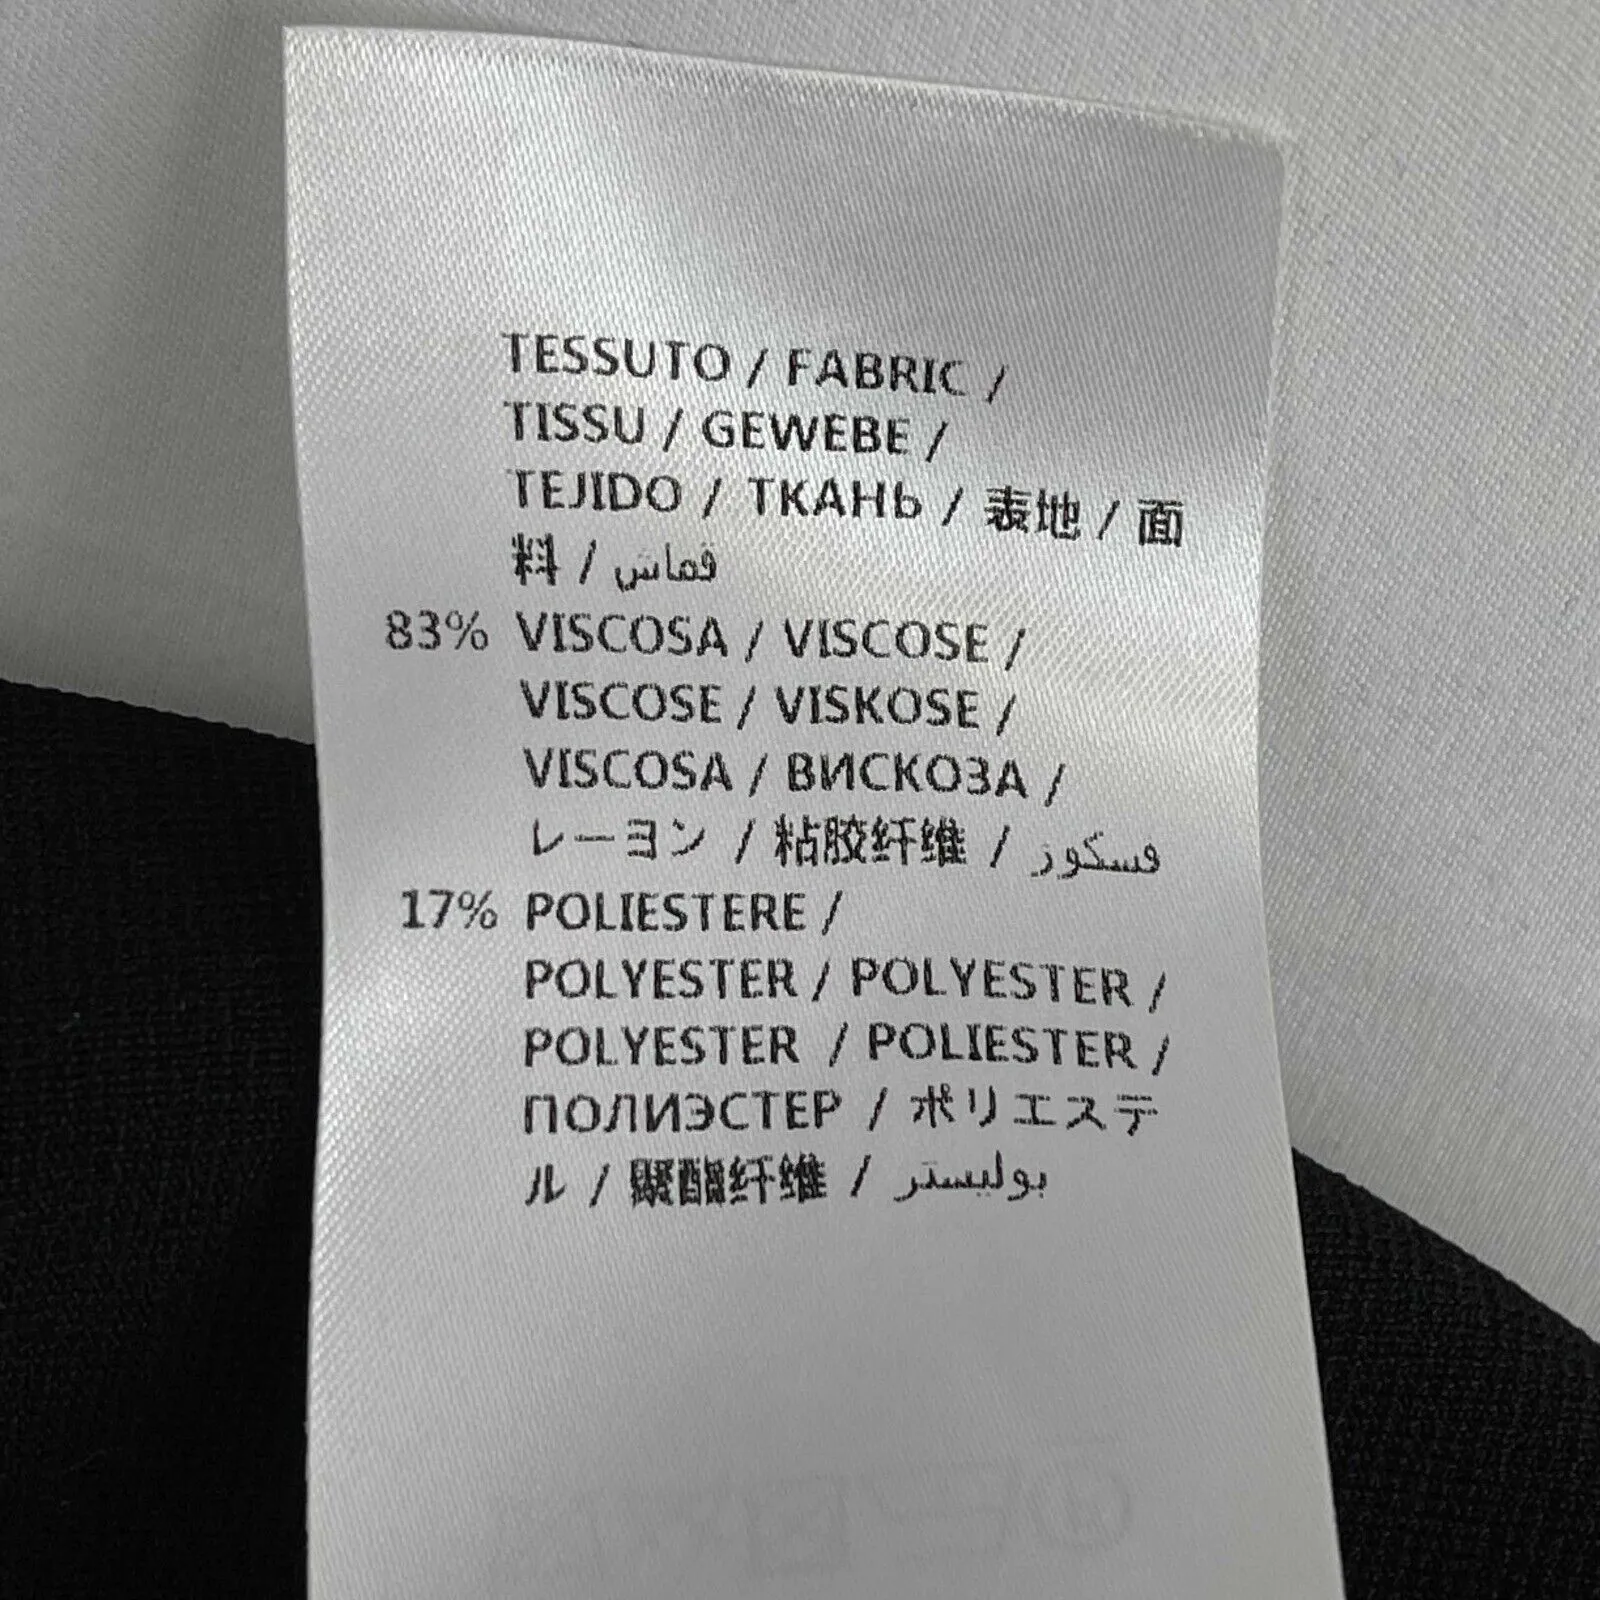 TESSUTO / FABRIC /
TISSU / GEWEBE /
TEJIDO / ТКАНЬ / 表地 / 面
料 / قماش
83% VISCOSA / VISCOSE /
VISCOSE / VISKOSE /
VISCOSA / ВИСКОЗА /
レーヨン / 粘胶纤维 / فسكوز
17% POLIESTERE /
POLYESTER / POLYESTER /
POLYESTER / POLIESTER /
ПОЛИЭСТЕР / ポリエステ
ル / 聚酯纤维 / بوليستر